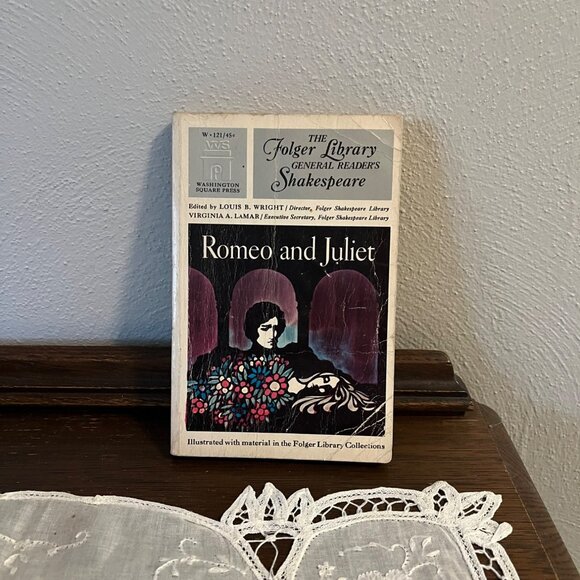 W•121/45¢
WSS
WASHINGTON
SQUARE PRESS
THE
Folger Library
GENERAL READER'S
Shakespeare
Edited by LOUIS B. WRIGHT / Director, Folger Shakespeare Library
VIRGINIA A. LaMAR / Executive Secretary, Folger Shakespeare Library
Romeo and Juliet
Illustrated with material in the Folger Library Collections